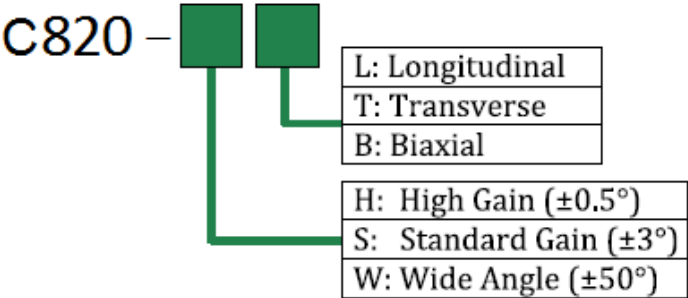 C820 –
L: Longitudinal
T: Transverse
B: Biaxial
H: High Gain (±0.5°)
S: Standard Gain (±3°)
W: Wide Angle (±50°)